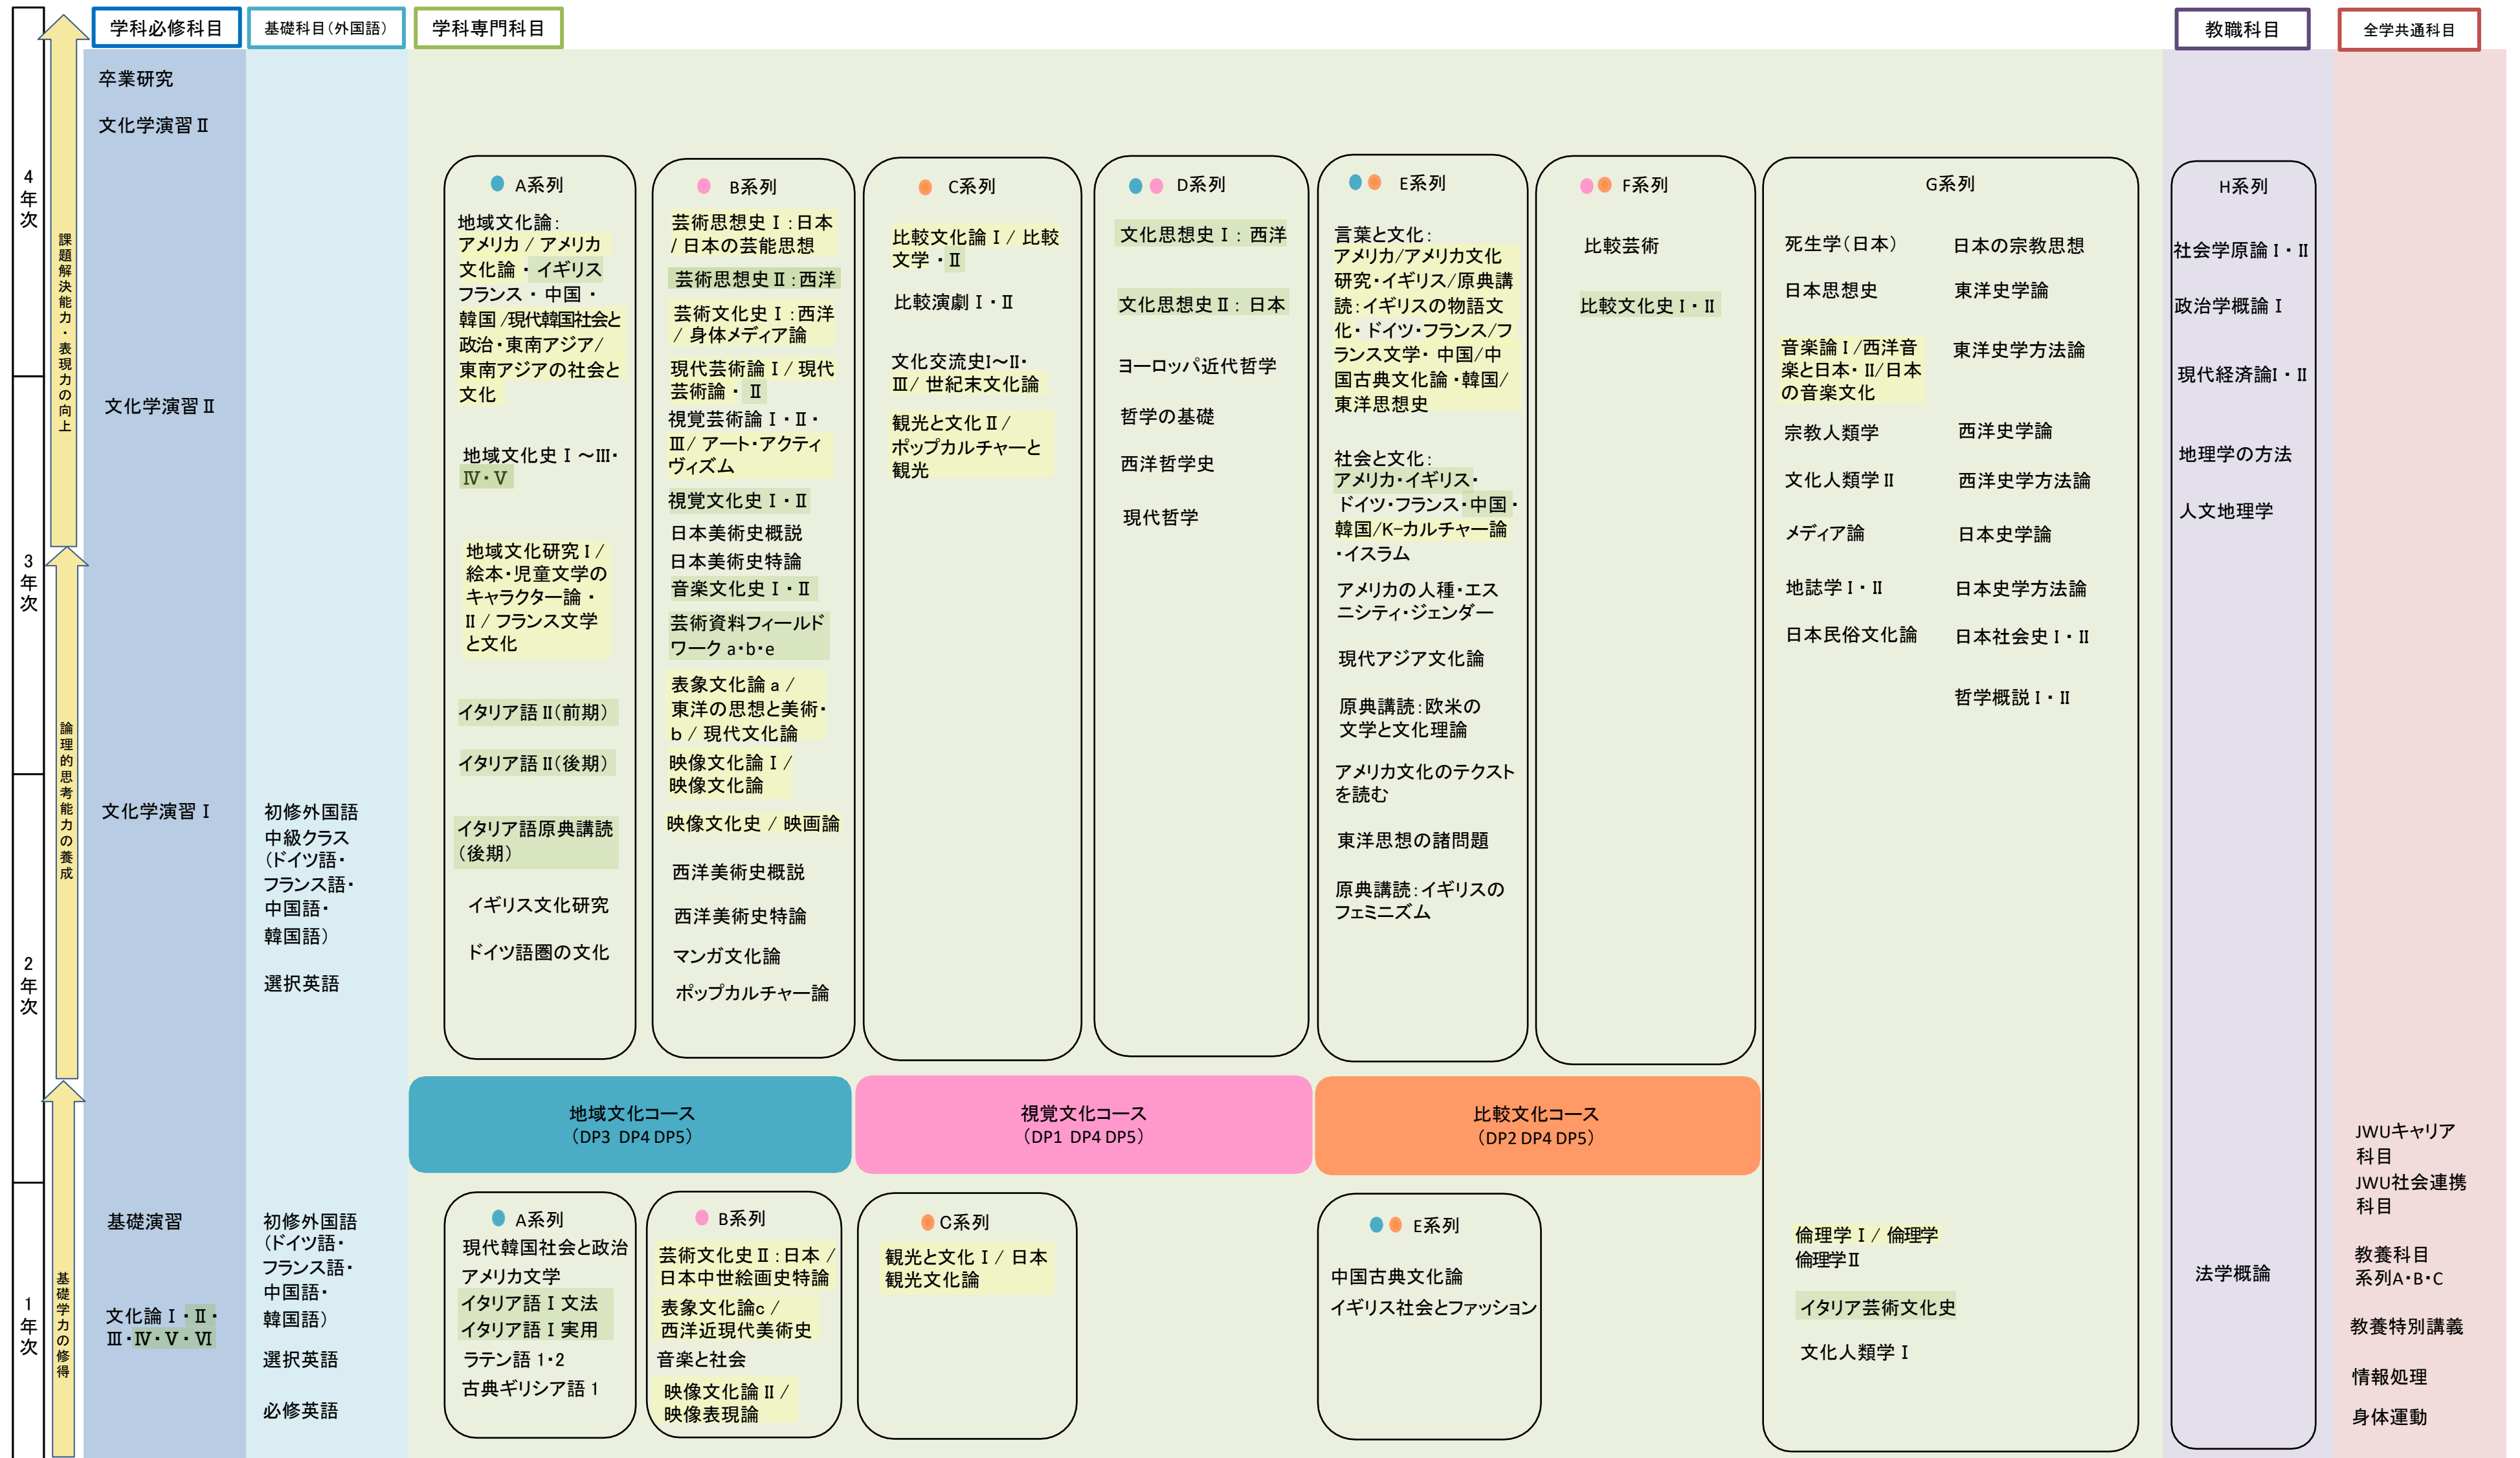 学科必修科目
基礎科目（外国語）
学科専門科目
教職科目
全学共通科目
4年次
3年次
2年次
1年次
課題解決能力・表現力の向上
論理的思考能力の養成
基礎学力の修得
卒業研究
文化学演習Ⅱ
文化学演習Ⅱ
文化学演習Ⅰ
基礎演習
文化論Ⅰ・Ⅱ・
Ⅲ・Ⅳ・Ⅴ・Ⅵ
初修外国語
中級クラス
（ドイツ語・
フランス語・
中国語・
韓国語）
選択英語
初修外国語
（ドイツ語・
フランス語・
中国語・
韓国語）
選択英語
必修英語
A系列
地域文化論：
アメリカ / アメリカ
文化論・イギリス
フランス ・ 中国 ・
韓国 /現代韓国社会と
政治・東南アジア/
東南アジアの社会と
文化
地域文化史Ⅰ～Ⅲ・
Ⅳ・Ⅴ
地域文化研究Ⅰ /
絵本・児童文学の
キャラクター論 ・
Ⅱ / フランス文学
と文化
イタリア語Ⅱ（前期）
イタリア語Ⅱ（後期）
イタリア語原典講読
（後期）
イギリス文化研究
ドイツ語圏の文化
B系列
芸術思想史Ⅰ：日本
/ 日本の芸能思想
芸術思想史Ⅱ：西洋
芸術文化史Ⅰ：西洋
/ 身体メディア論
現代芸術論Ⅰ / 現代
芸術論・ Ⅱ
視覚芸術論Ⅰ・Ⅱ・
Ⅲ/ アート・アクティ
ヴィズム
視覚文化史Ⅰ・Ⅱ
日本美術史概説
日本美術史特論
音楽文化史Ⅰ・Ⅱ
芸術資料フィールド
ワーク a・b・e
表象文化論 a /
東洋の思想と美術・
b / 現代文化論
映像文化論Ⅰ /
映像文化論
映像文化史 / 映画論
西洋美術史概説
西洋美術史特論
マンガ文化論
ポップカルチャー論
C系列
比較文化論Ⅰ / 比較
文学 ・Ⅱ
比較演劇Ⅰ・Ⅱ
文化交流史Ⅰ～Ⅱ・
Ⅲ/ 世紀末文化論
観光と文化Ⅱ /
ポップカルチャーと
観光
D系列
文化思想史Ⅰ： 西洋
文化思想史Ⅱ： 日本
ヨーロッパ近代哲学
哲学の基礎
西洋哲学史
現代哲学
E系列
言葉と文化：
アメリカ/アメリカ文化
研究・イギリス/原典講
読：イギリスの物語文
化・ドイツ・フランス/フ
ランス文学・ 中国/中
国古典文化論・韓国/
東洋思想史
社会と文化：
アメリカ・イギリス・
ドイツ・フランス・中国・
韓国/K-カルチャー論
・イスラム
アメリカの人種・エス
ニシティ・ジェンダー
現代アジア文化論
原典講読：欧米の
文学と文化理論
アメリカ文化のテクスト
を読む
東洋思想の諸問題
原典講読：イギリスの
フェミニズム
F系列
比較芸術
比較文化史Ⅰ・Ⅱ
G系列
死生学（日本）
日本思想史
音楽論Ⅰ/西洋音
楽と日本・Ⅱ/日本
の音楽文化
宗教人類学
文化人類学Ⅱ
メディア論
地誌学Ⅰ・Ⅱ
日本民俗文化論
日本の宗教思想
東洋史学論
東洋史学方法論
西洋史学論
西洋史学方法論
日本史学論
日本史学方法論
日本社会史Ⅰ・Ⅱ
哲学概説Ⅰ・Ⅱ
倫理学Ⅰ / 倫理学
倫理学Ⅱ
イタリア芸術文化史
文化人類学Ⅰ
H系列
社会学原論Ⅰ・Ⅱ
政治学概論Ⅰ
現代経済論Ⅰ・Ⅱ
地理学の方法
人文地理学
法学概論
地域文化コース
（DP3 DP4 DP5）
視覚文化コース
（DP1 DP4 DP5）
比較文化コース
（DP2 DP4 DP5）
A系列
現代韓国社会と政治
アメリカ文学
イタリア語Ⅰ文法
イタリア語Ⅰ実用
ラテン語 1・2
古典ギリシア語 1
B系列
芸術文化史Ⅱ：日本 /
日本中世絵画史特論
表象文化論c /
西洋近現代美術史
音楽と社会
映像文化論Ⅱ /
映像表現論
C系列
観光と文化Ⅰ / 日本
観光文化論
E系列
中国古典文化論
イギリス社会とファッション
JWUキャリア
科目
JWU社会連携
科目
教養科目
系列A・B・C
教養特別講義
情報処理
身体運動